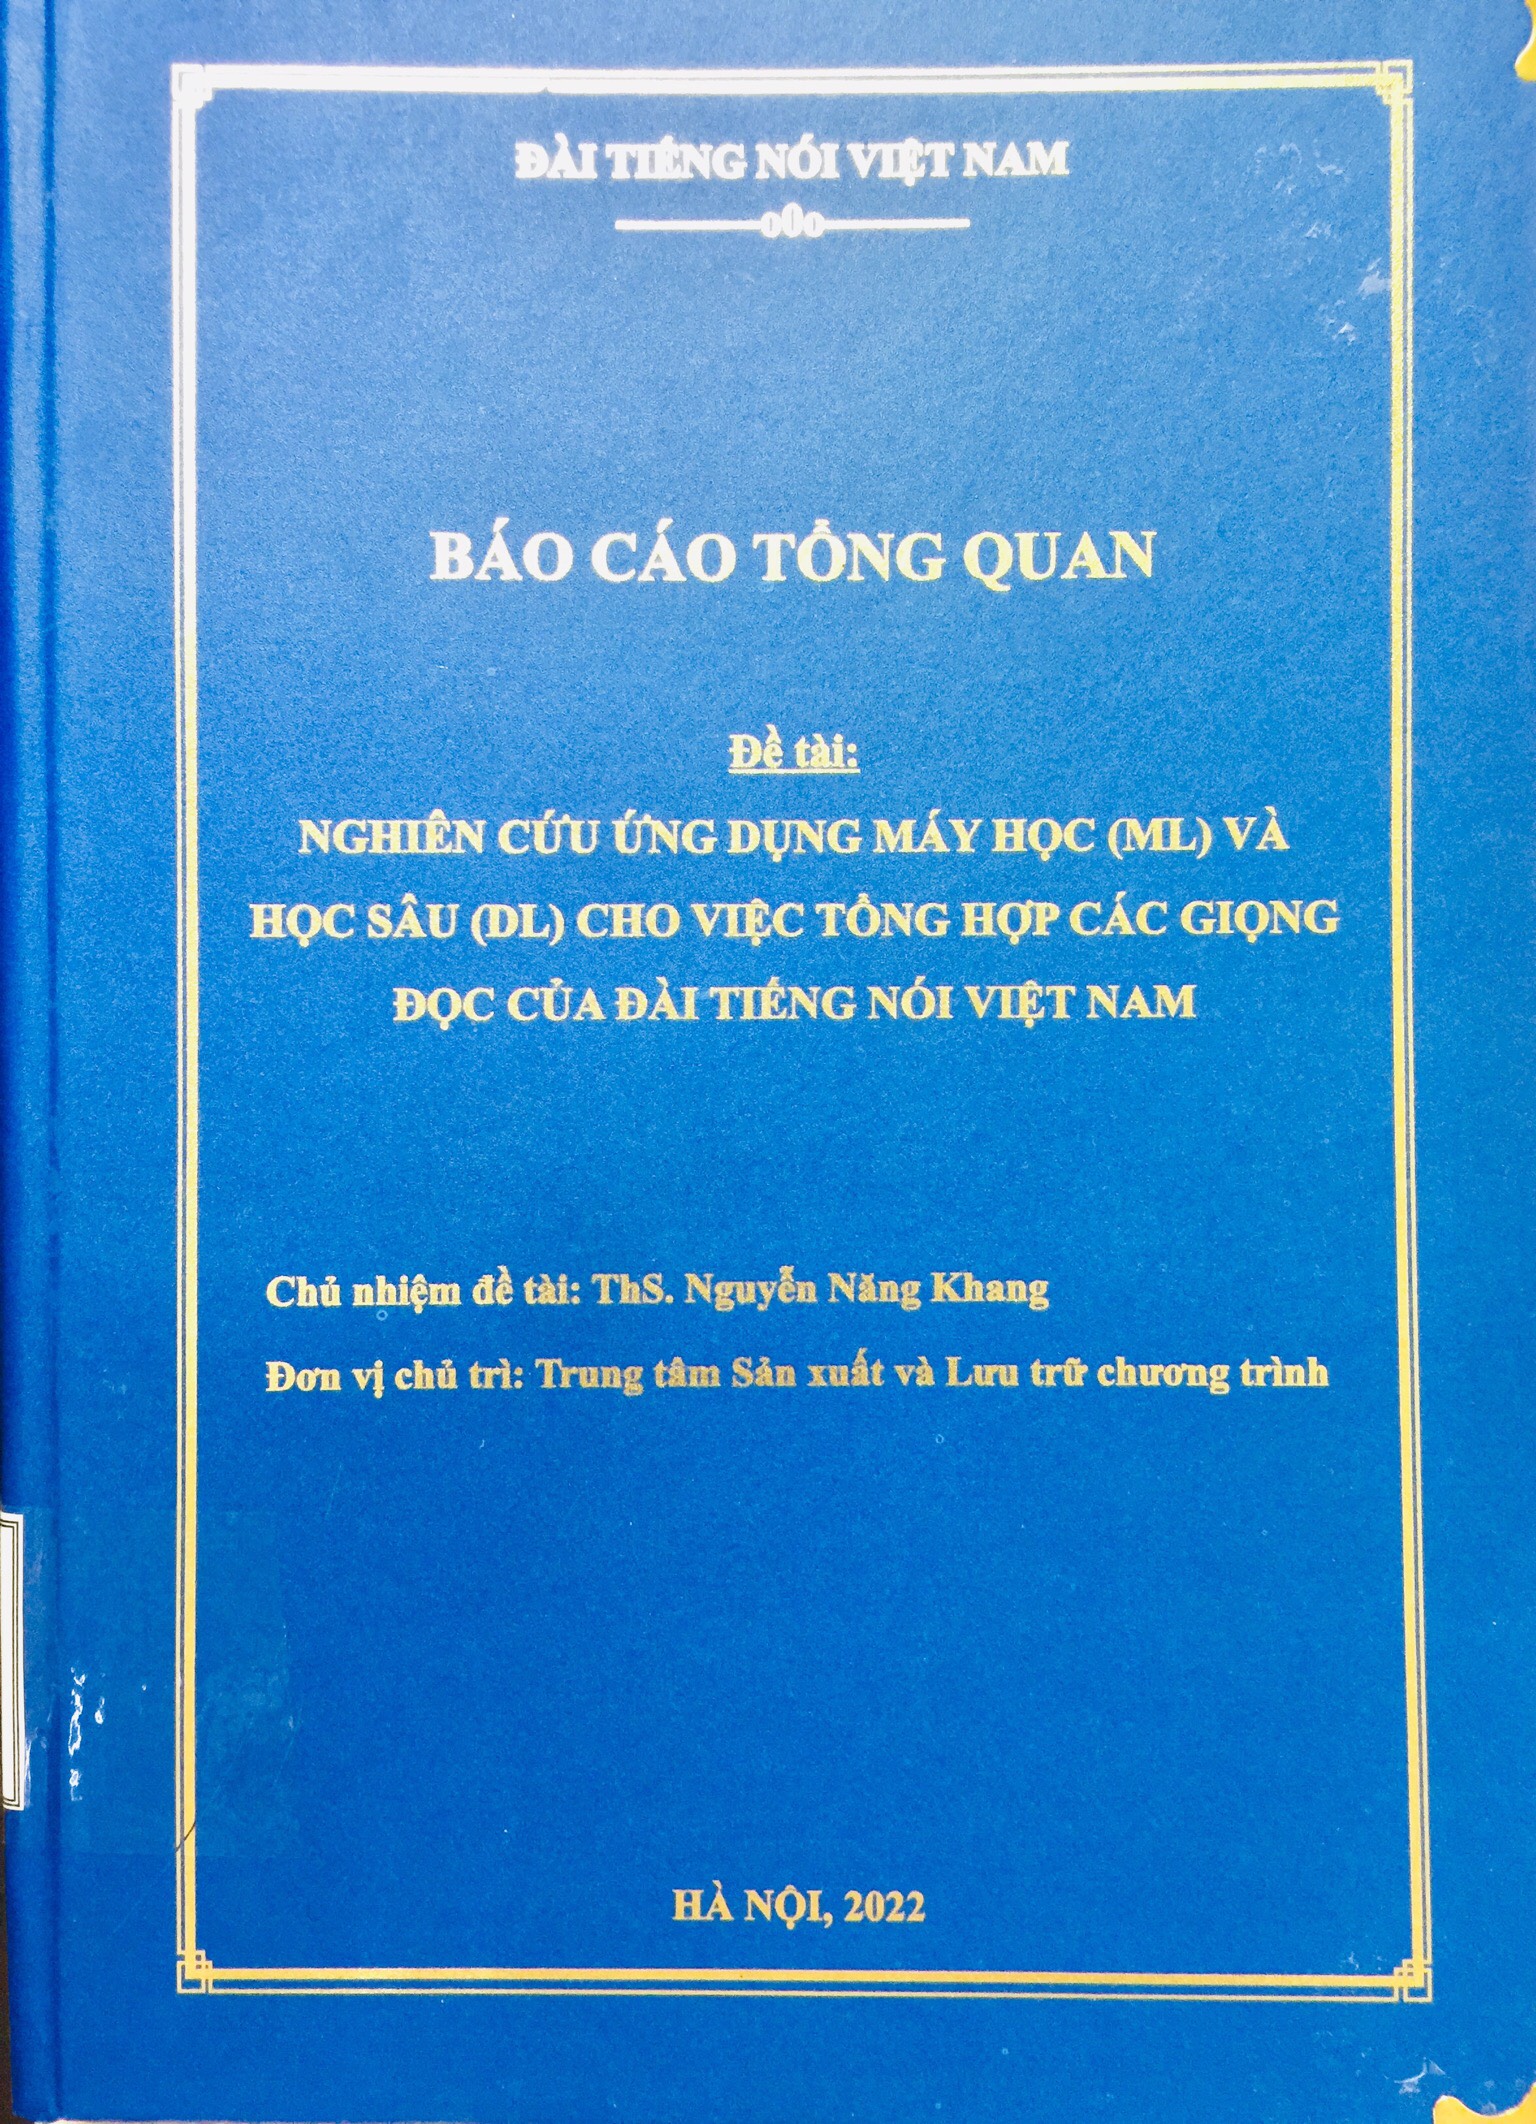 ĐÀI TIẾNG NÓI VIỆT NAM
o0o
BÁO CÁO TỔNG QUAN
Đề tài:
NGHIÊN CỨU ỨNG DỤNG MÁY HỌC (ML) VÀ
HỌC SÂU (DL) CHO VIỆC TỔNG HỢP CÁC GIỌNG
ĐỌC CỦA ĐÀI TIẾNG NÓI VIỆT NAM
Chủ nhiệm đề tài: ThS. Nguyễn Năng Khang
Đơn vị chủ trì: Trung tâm Sản xuất và Lưu trữ chương trình
HÀ NỘI, 2022